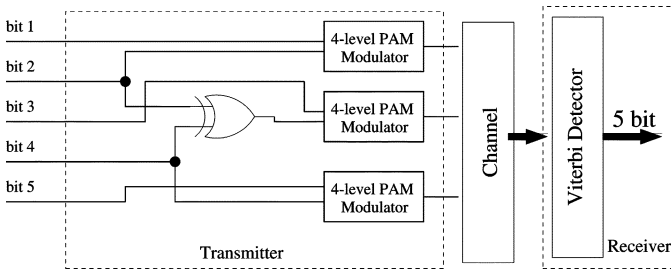 bit 1
bit 2
bit 3
bit 4
bit 5
4-level PAM
Modulator
4-level PAM
Modulator
4-level PAM
Modulator
Transmitter
Channel
Viterbi Detector
5 bit
Receiver